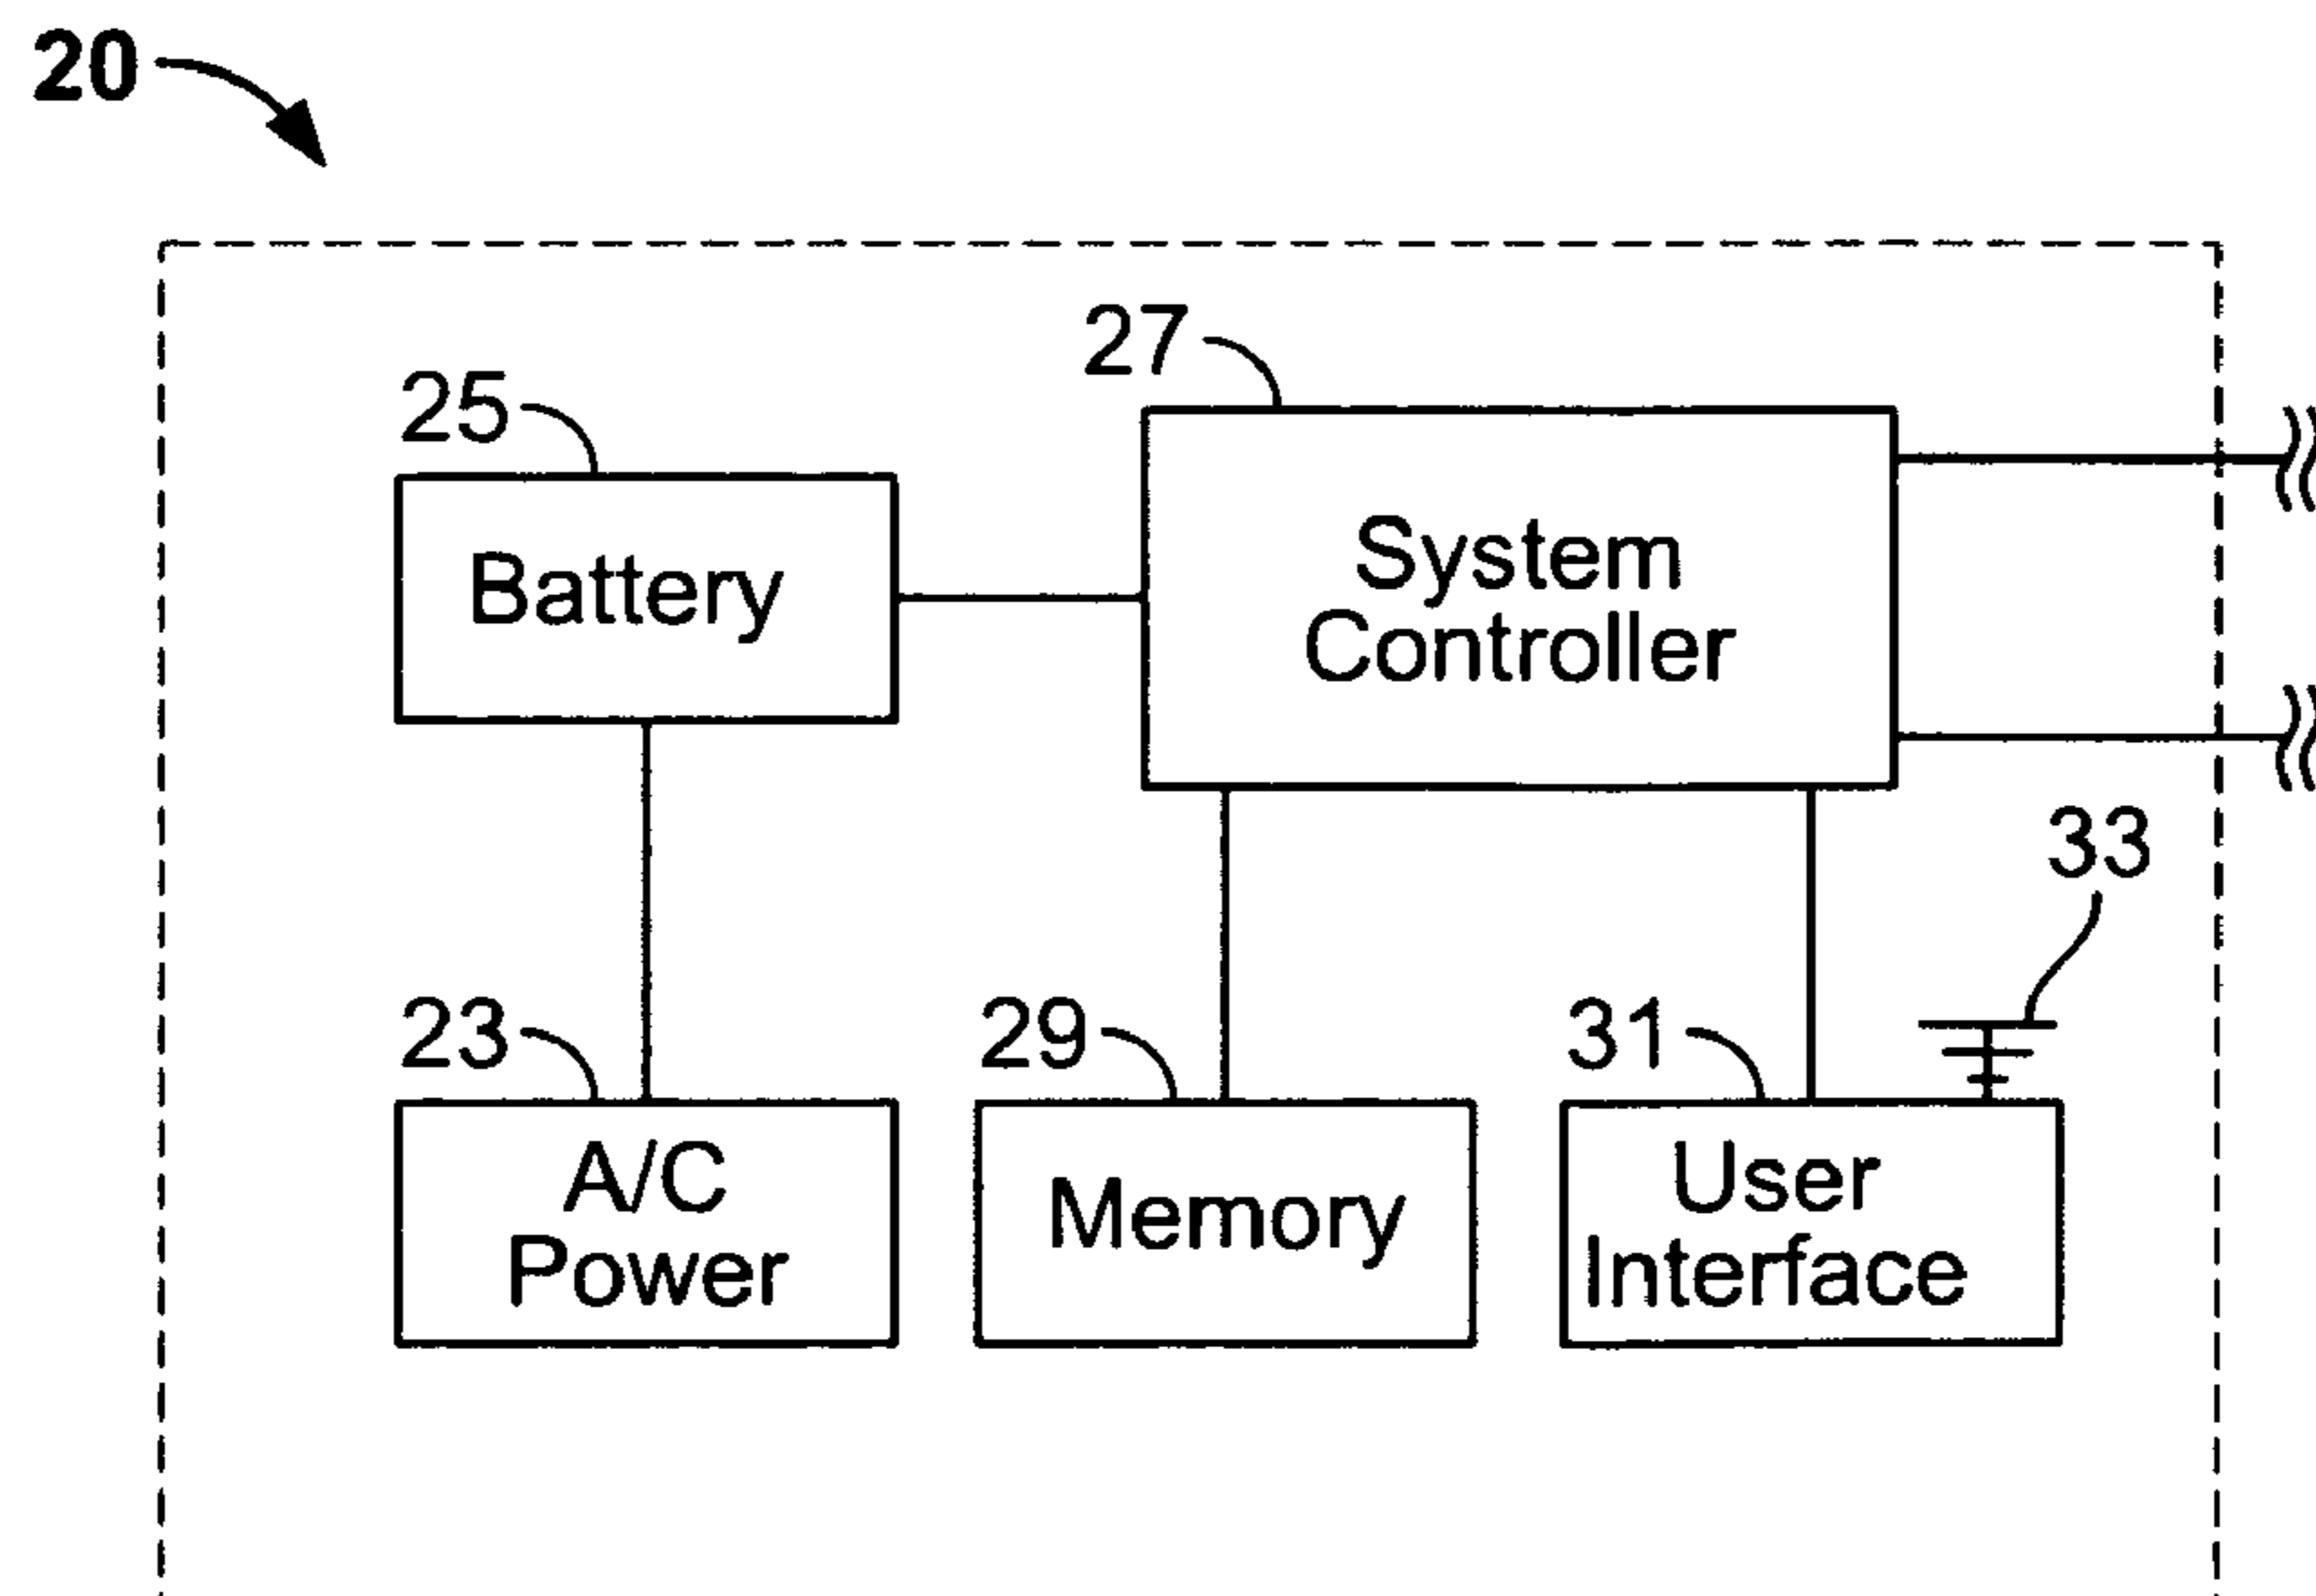 20
27
25
System
Controller
Battery
33
23
29
31
A/C
Power
Memory
User
Interface